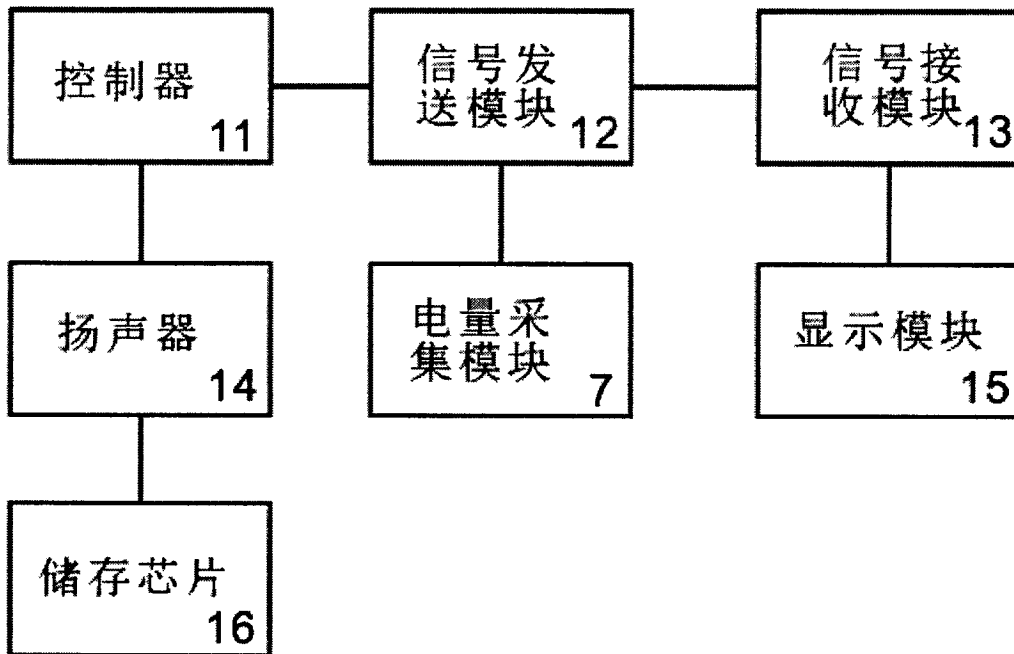 控制器
11
信号发
送模块
12
信号接
收模块
13
扬声器
14
电量采
集模块
7
显示模块
15
储存芯片
16